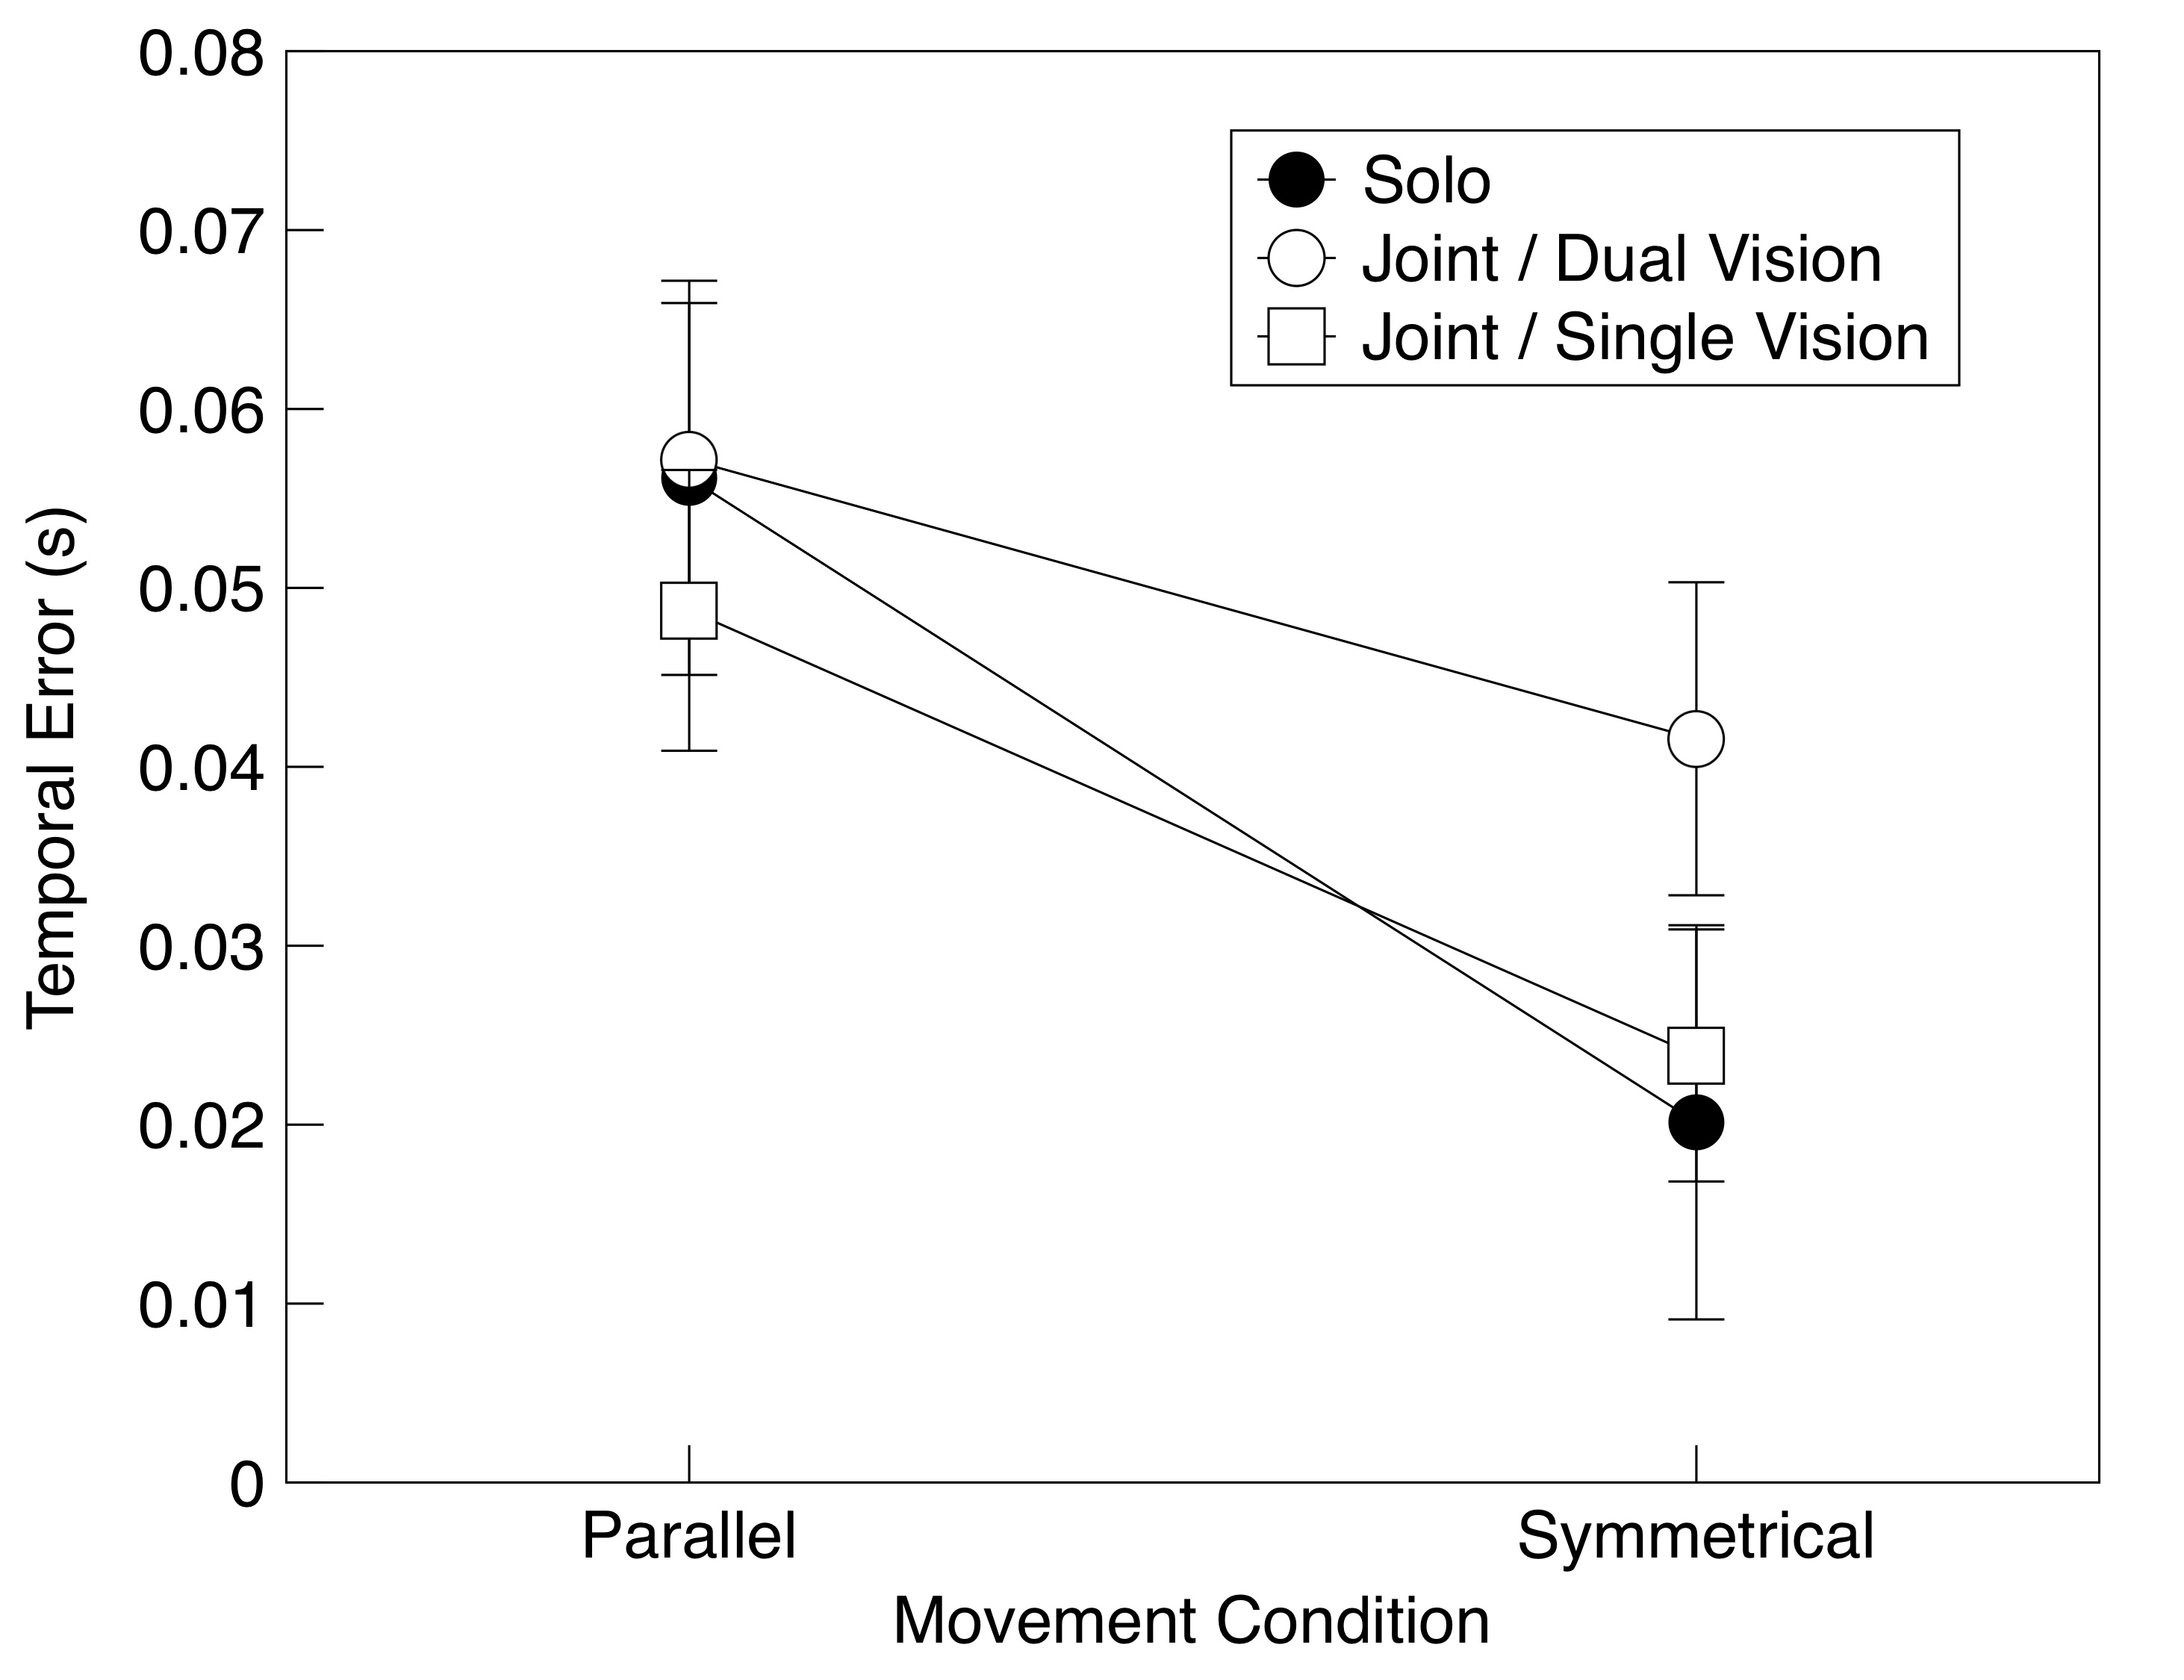 0.08
0.07
0.06
0.05
0.04
0.03
0.02
0.01
0
Temporal Error (s)
Solo
Joint / Dual Vision
Joint / Single Vision
Parallel
Symmetrical
Movement Condition